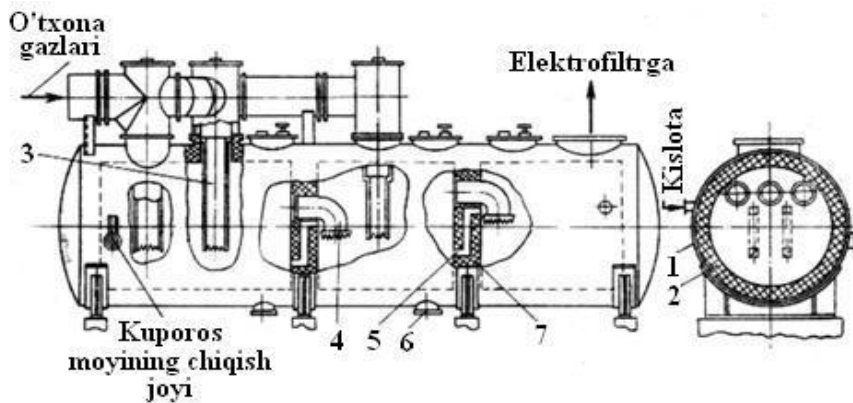 O'txona
gazlari
Elektrofiltrga
Kislota
3
1
2
4
5
6
7
Kuporos
moyining chiqish
joyi